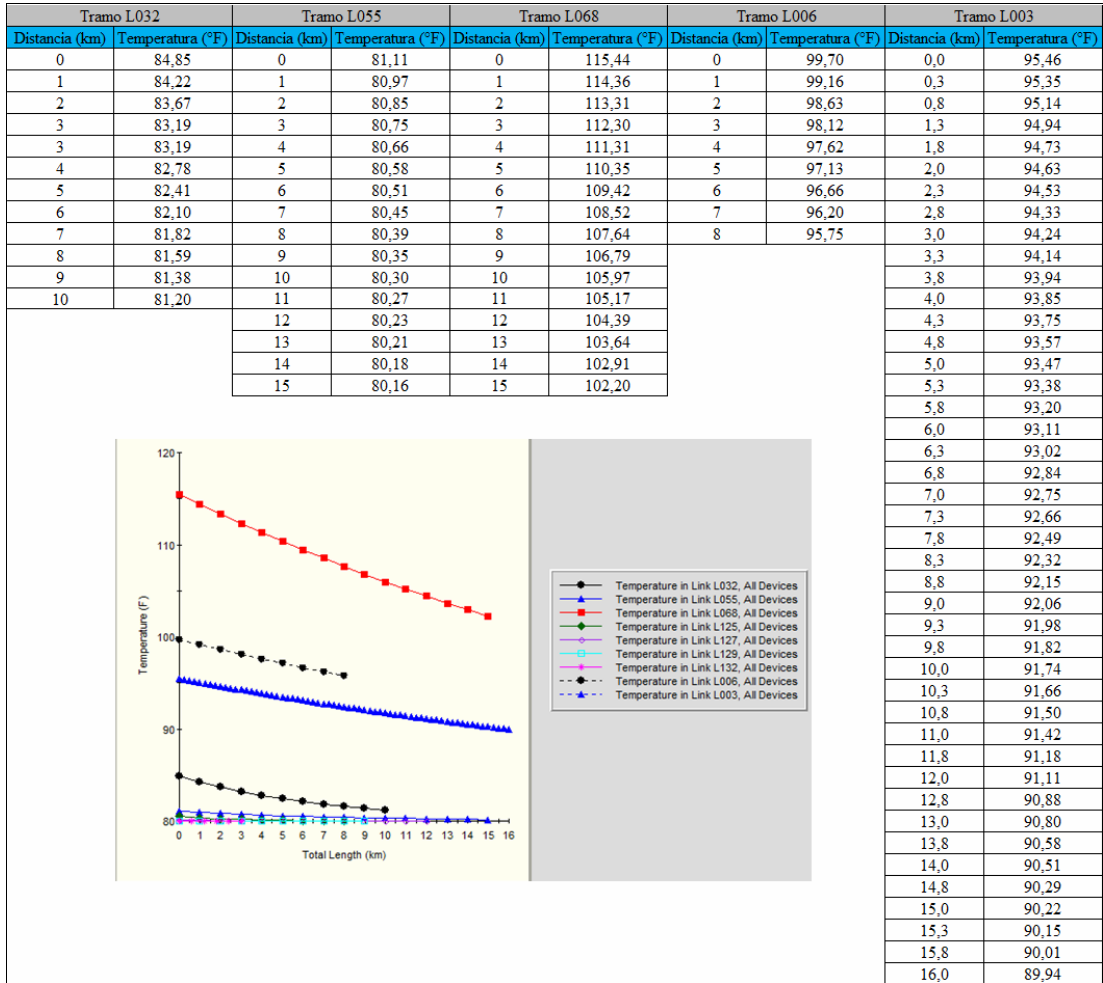 Tramo L032 Tramo L055 Tramo L068 Tramo L006 Tramo L003
Distancia (km) Temperatura (°F) Distancia (km) Temperatura (°F) Distancia (km) Temperatura (°F) Distancia (km) Temperatura (°F) Distancia (km) Temperatura (°F)
0 84,85 0 81,11 0 115,44 0 99,70 0,0 95,46
1 84,22 1 80,97 1 114,36 1 99,16 0,3 95,35
2 83,67 2 80,85 2 113,31 2 98,63 0,8 95,14
3 83,19 3 80,75 3 112,30 3 98,12 1,3 94,94
3 83,19 4 80,66 4 111,31 4 97,62 1,8 94,73
4 82,78 5 80,58 5 110,35 5 97,13 2,0 94,63
5 82,41 6 80,51 6 109,42 6 96,66 2,3 94,53
6 82,10 7 80,45 7 108,52 7 96,20 2,8 94,33
7 81,82 8 80,39 8 107,64 8 95,75 3,0 94,24
8 81,59 9 80,35 9 106,79 3,3 94,14
9 81,38 10 80,30 10 105,97 3,8 93,94
10 81,20 11 80,27 11 105,17 4,0 93,85
12 80,23 12 104,39 4,3 93,75
13 80,21 13 103,64 4,8 93,57
14 80,18 14 102,91 5,0 93,47
15 80,16 15 102,20 5,3 93,38
5,8 93,20
6,0 93,11
6,3 93,02
6,8 92,84
7,0 92,75
7,3 92,66
7,8 92,49
8,3 92,32
8,8 92,15
9,0 92,06
9,3 91,98
9,8 91,82
10,0 91,74
10,3 91,66
10,8 91,50
11,0 91,42
11,8 91,18
12,0 91,11
12,8 90,88
13,0 90,80
13,8 90,58
14,0 90,51
14,8 90,29
15,0 90,22
15,3 90,15
15,8 90,01
16,0 89,94
120
110
100
90
80
Temperature (F)
0 1 2 3 4 5 6 7 8 9 10 11 12 13 14 15 16
Total Length (km)
Temperature in Link L032, All Devices
Temperature in Link L055, All Devices
Temperature in Link L068, All Devices
Temperature in Link L125, All Devices
Temperature in Link L127, All Devices
Temperature in Link L129, All Devices
Temperature in Link L132, All Devices
Temperature in Link L006, All Devices
Temperature in Link L003, All Devices